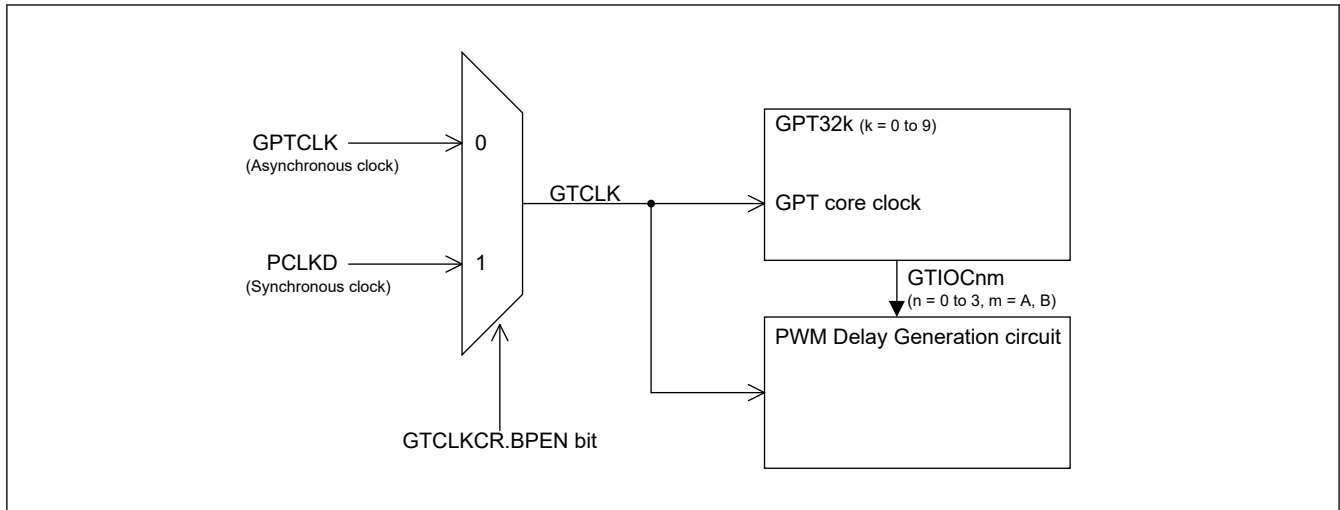 GPTCLK
(Asynchronous clock)
0
PCLKD
(Synchronous clock)
1
GTCLKCR.BPEN bit
GTCLK
GPT32k (k = 0 to 9)
GPT core clock
GTIOCnm
(n = 0 to 3, m = A, B)
PWM Delay Generation circuit